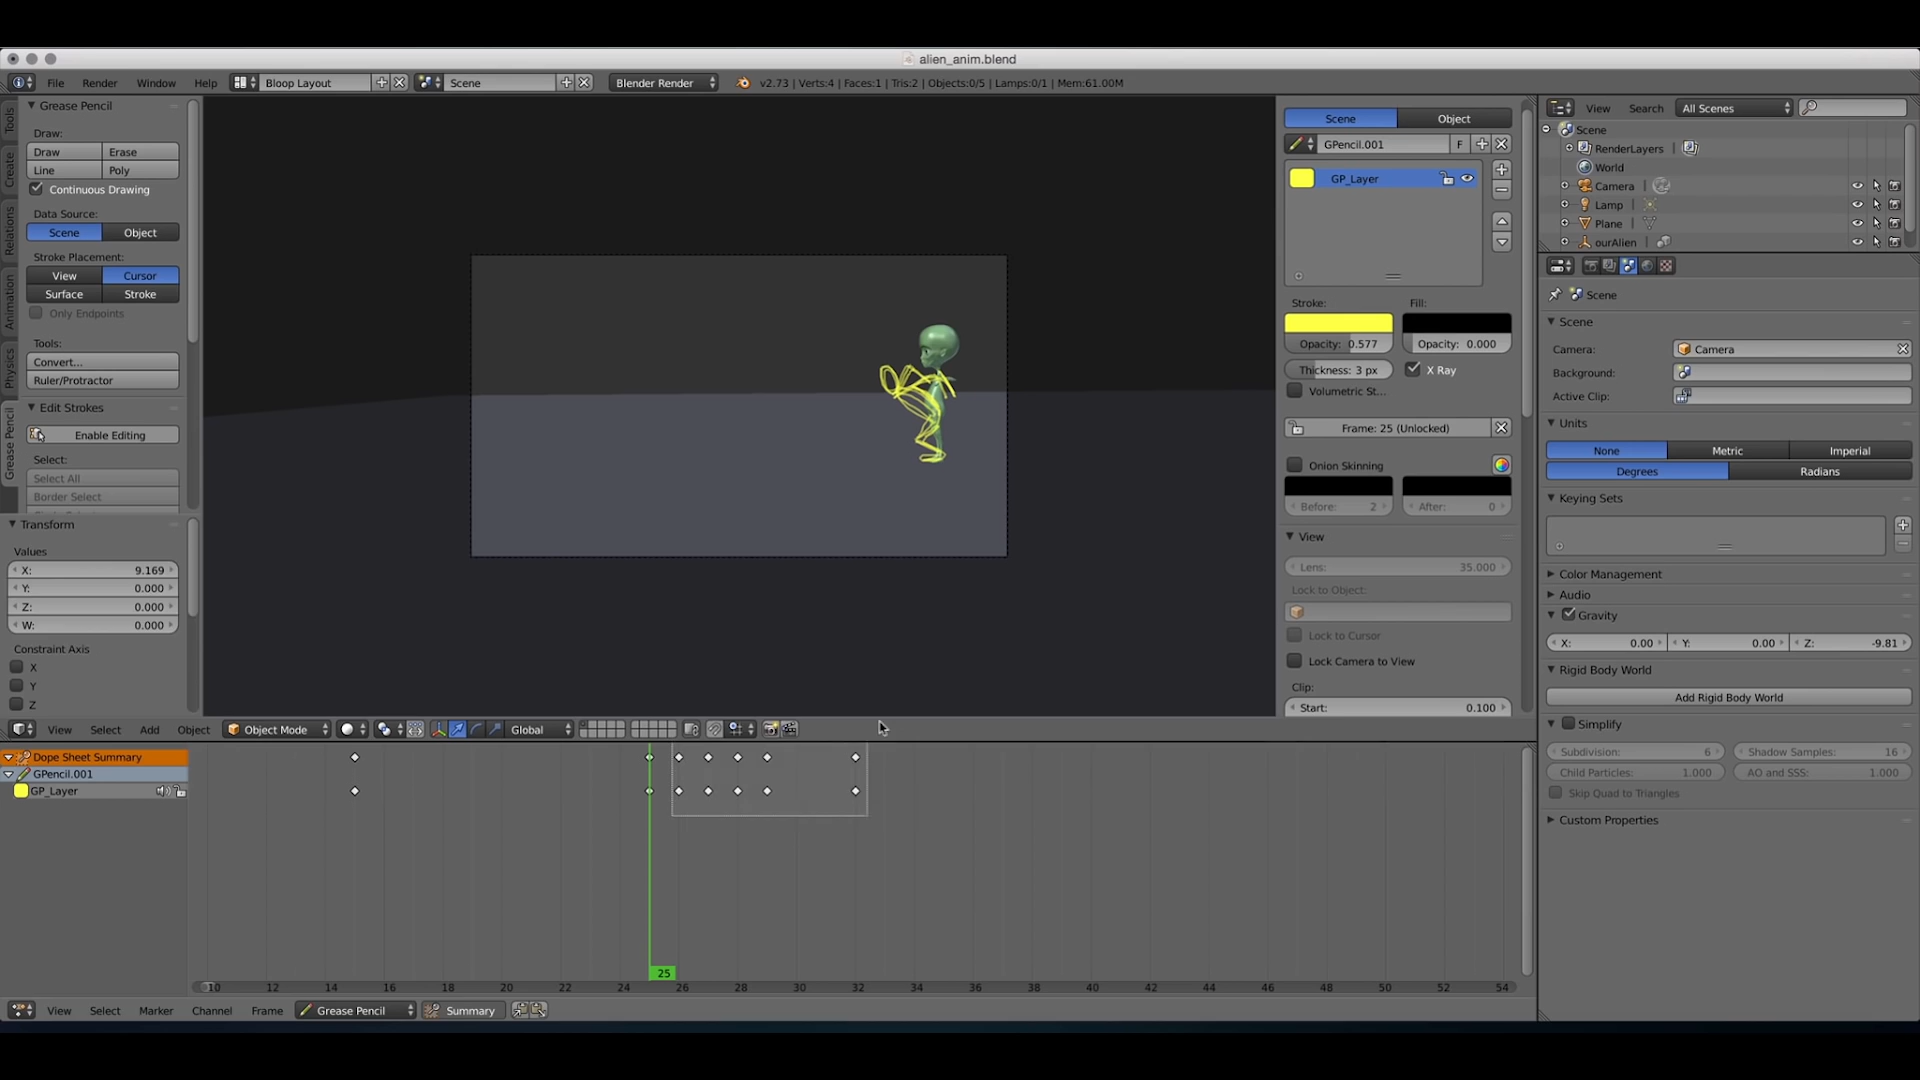 alien_anim.blend
File Render Window Help Bloop Layout Scene Blender Render v2.73 | Verts:4 | Faces:1 | Tris:2 | Objects:0/5 | Lamps:0/1 | Mem:61.00M
Tools
Create
Relations
Animation
Physics
Grease Pencil
Grease Pencil
Draw:
Draw Erase
Line Poly
Continuous Drawing
Data Source:
Scene Object
Stroke Placement:
View Cursor
Surface Stroke
Only Endpoints
Tools:
Convert...
Ruler/Protractor
Edit Strokes
Enable Editing
Select:
Select All
Border Select
Transform
Values
X: 9.169
Y: 0.000
Z: 0.000
W: 0.000
Constraint Axis
X
Y
Z
Scene Object
GPencil.001 F
GP_Layer
Stroke: Fill:
Opacity: 0.577 Opacity: 0.000
Thickness: 3 px X Ray
Volumetric St...
Frame: 25 (Unlocked)
Onion Skinning
Before: 2 After: 0
View
Lens: 35.000
Lock to Object:
Lock to Cursor
Lock Camera to View
Clip:
Start: 0.100
View Search All Scenes
Scene
RenderLayers
World
Camera
Lamp
Plane
ourAlien
Scene
Scene
Camera: Camera
Background:
Active Clip:
Units
None Metric Imperial
Degrees Radians
Keying Sets
Color Management
Audio
Gravity
X: 0.00 Y: 0.00 Z: -9.81
Rigid Body World
Add Rigid Body World
Simplify
Subdivision: 6 Shadow Samples: 16
Child Particles: 1.000 AO and SSS: 1.000
Skip Quad to Triangles
Custom Properties
View Select Add Object Object Mode Global
Dope Sheet Summary
GPencil.001
GP_Layer
25
10 12 14 16 18 20 22 24 26 28 30 32 34 36 38 40 42 44 46 48 50 52 54
View Select Marker Channel Frame Grease Pencil Summary